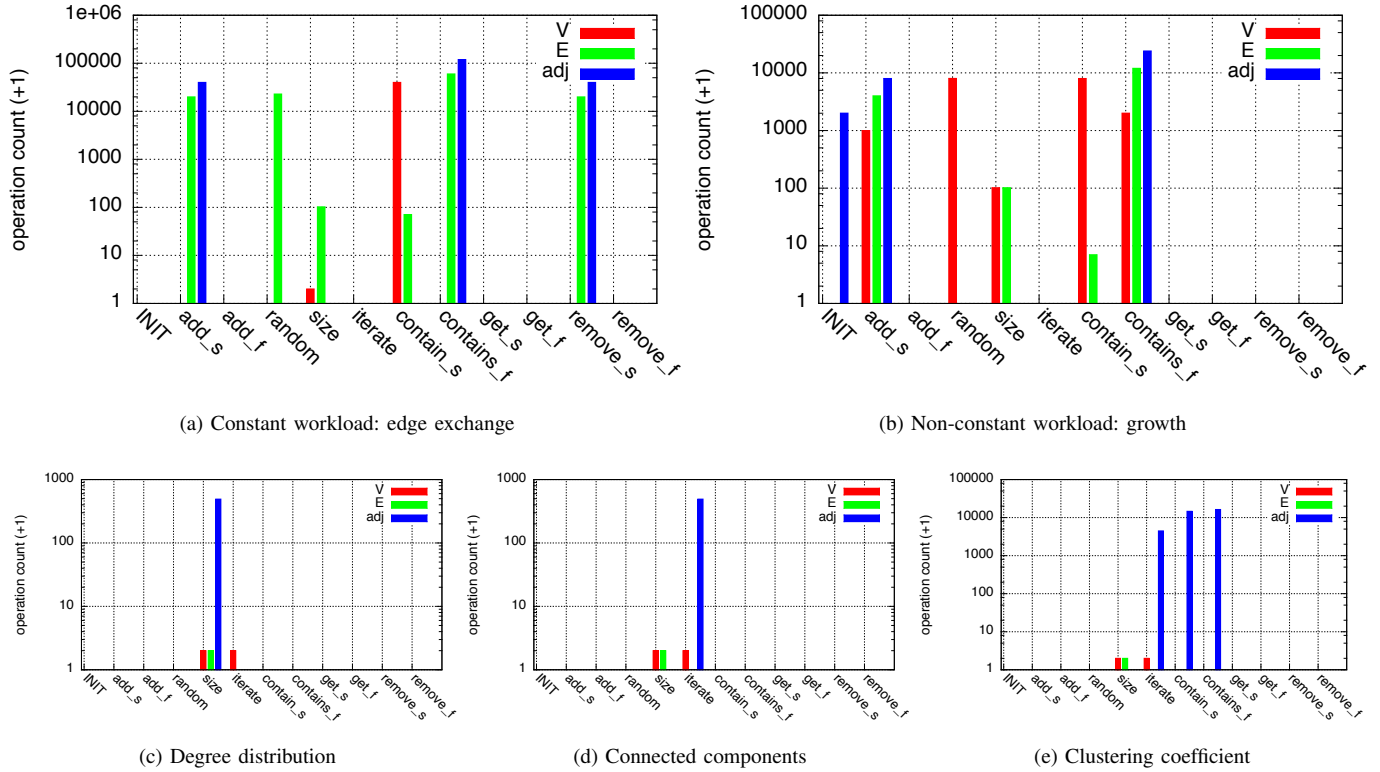 operation count (+1)
1e+06
100000
10000
1000
100
10
1
V
E
adj
INIT
add_s
add_f
random
size
iterate
contain_s
contains_f
get_s
get_f
remove_s
remove_f
(a) Constant workload: edge exchange
operation count (+1)
100000
10000
1000
100
10
1
V
E
adj
INIT
add_s
add_f
random
size
iterate
contain_s
contains_f
get_s
get_f
remove_s
remove_f
(b) Non-constant workload: growth
operation count (+1)
1000
100
10
1
V
E
adj
INIT
add_s
add_f
random
size
iterate
contain_s
contains_f
get_s
get_f
remove_s
remove_f
(c) Degree distribution
operation count (+1)
1000
100
10
1
V
E
adj
INIT
add_s
add_f
random
size
iterate
contain_s
contains_f
get_s
get_f
remove_s
remove_f
(d) Connected components
operation count (+1)
100000
10000
1000
100
10
1
V
E
adj
INIT
add_s
add_f
random
size
iterate
contain_s
contains_f
get_s
get_f
remove_s
remove_f
(e) Clustering coefficient